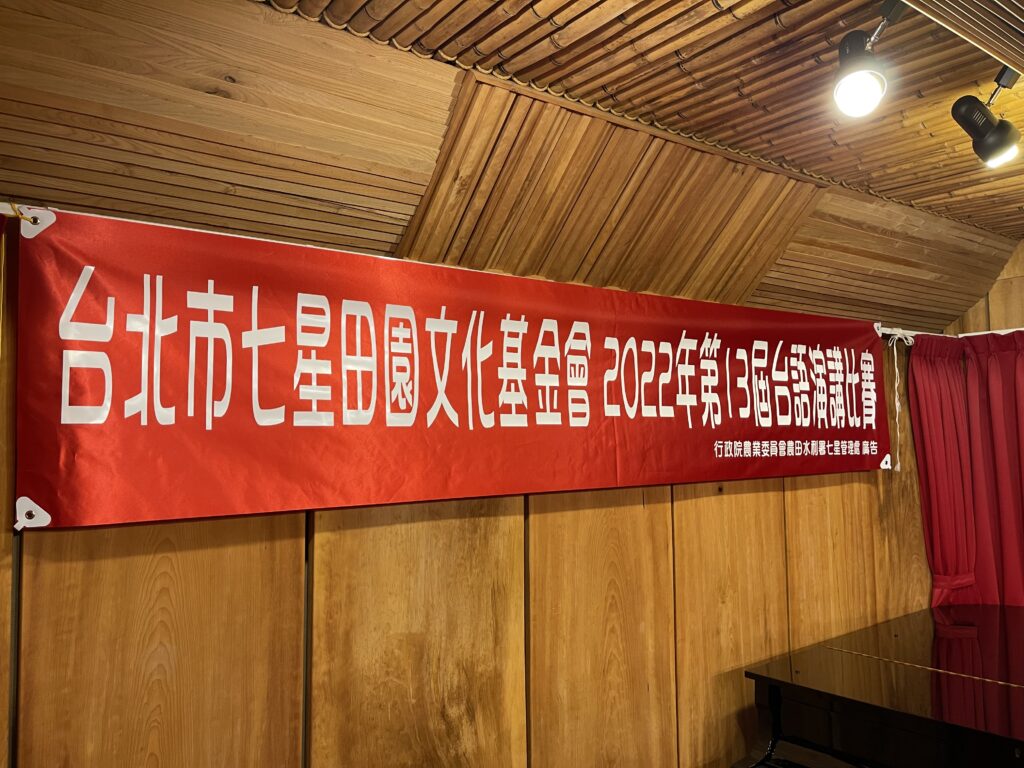 台北市七星田園文化基金會 2022年第13屆台語演講比賽
行政院農業委員會農田水利署七星管理處 廣告